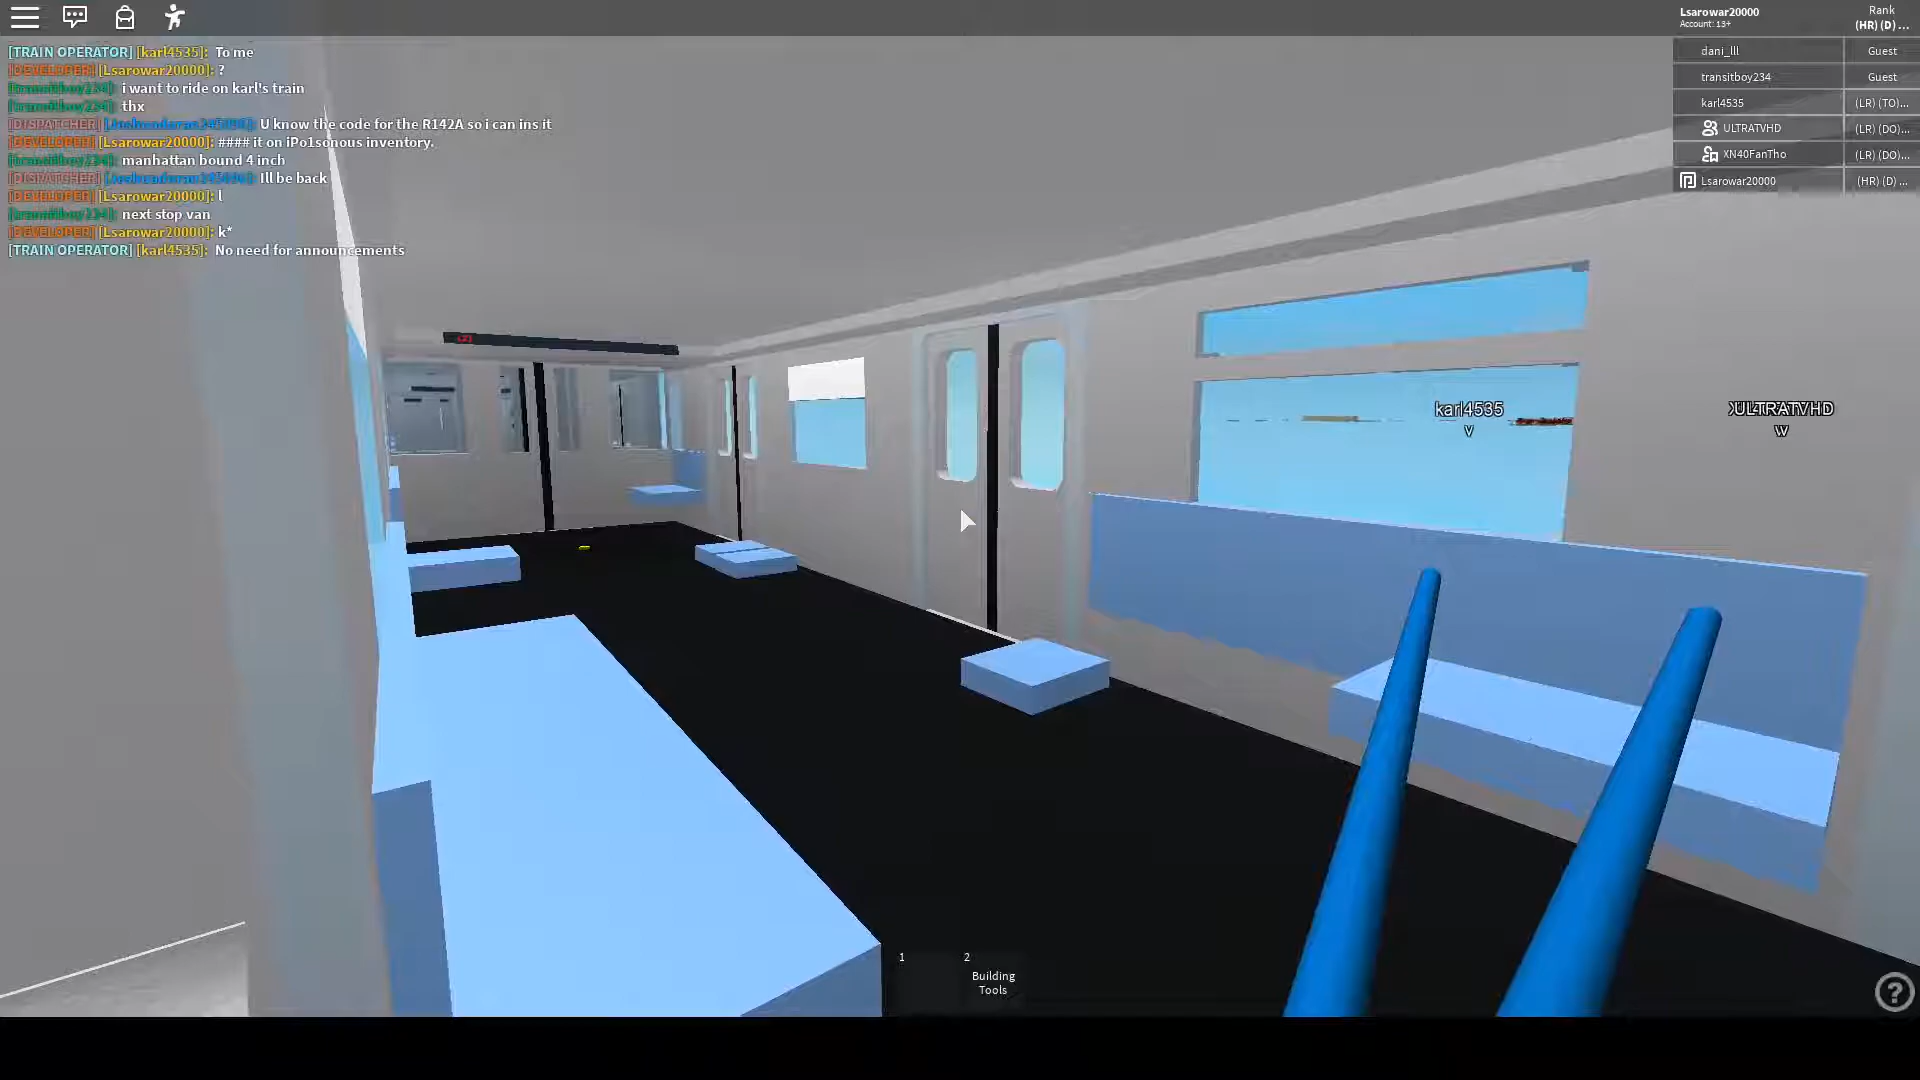 Lsarowar20000
Account: 13+
Rank
(HR) (D) ...
dani_lll Guest
transitboy234 Guest
karl4535 (LR) (TO)...
ULTRATVHD (LR) (DO)...
XN40FanTho (LR) (DO)...
Lsarowar20000 (HR) (D) ...
[TRAIN OPERATOR] [karl4535]: To me
[DEVELOPER] [Lsarowar20000]: ?
[transitboy234]: i want to ride on karl's train
[transitboy234]: thx
[DISPATCHER] U know the code for the R142A so i can ins it
[DEVELOPER] [Lsarowar20000]: #### it on iPo1sonous inventory.
[transitboy234]: manhattan bound 4 inch
[DISPATCHER] Ill be back
[DEVELOPER] [Lsarowar20000]: l
[transitboy234]: next stop van
[DEVELOPER] [Lsarowar20000]: k*
[TRAIN OPERATOR] [karl4535]: No need for announcements
karl4535
V
ULTRATVHD
1
2
Building
Tools
?